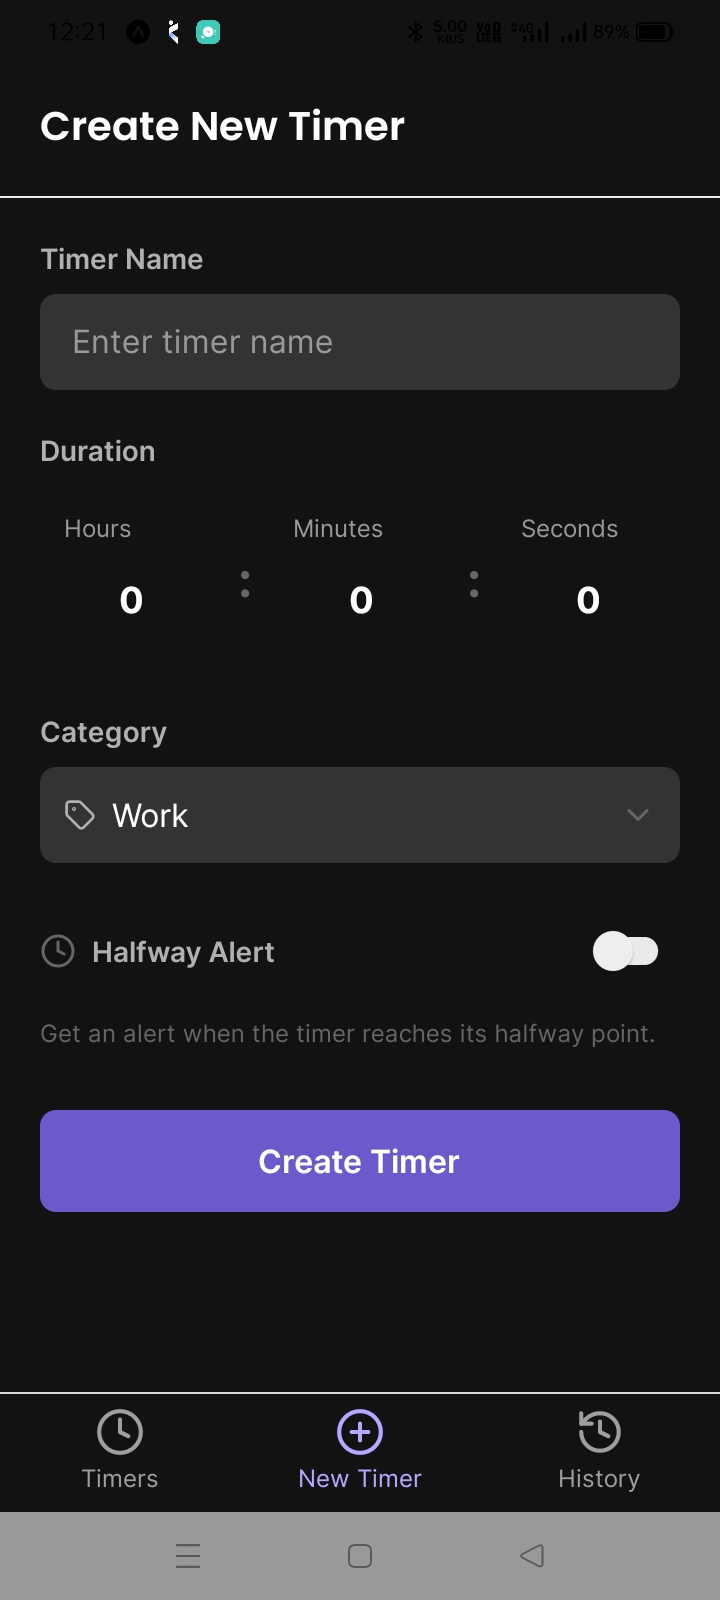 12:21 5.00 KB/S Vo LTE 4G 89%
Create New Timer
Timer Name
Enter timer name
Duration
Hours Minutes Seconds
0 : 0 : 0
Category
Work
Halfway Alert
Get an alert when the timer reaches its halfway point.
Create Timer
Timers New Timer History